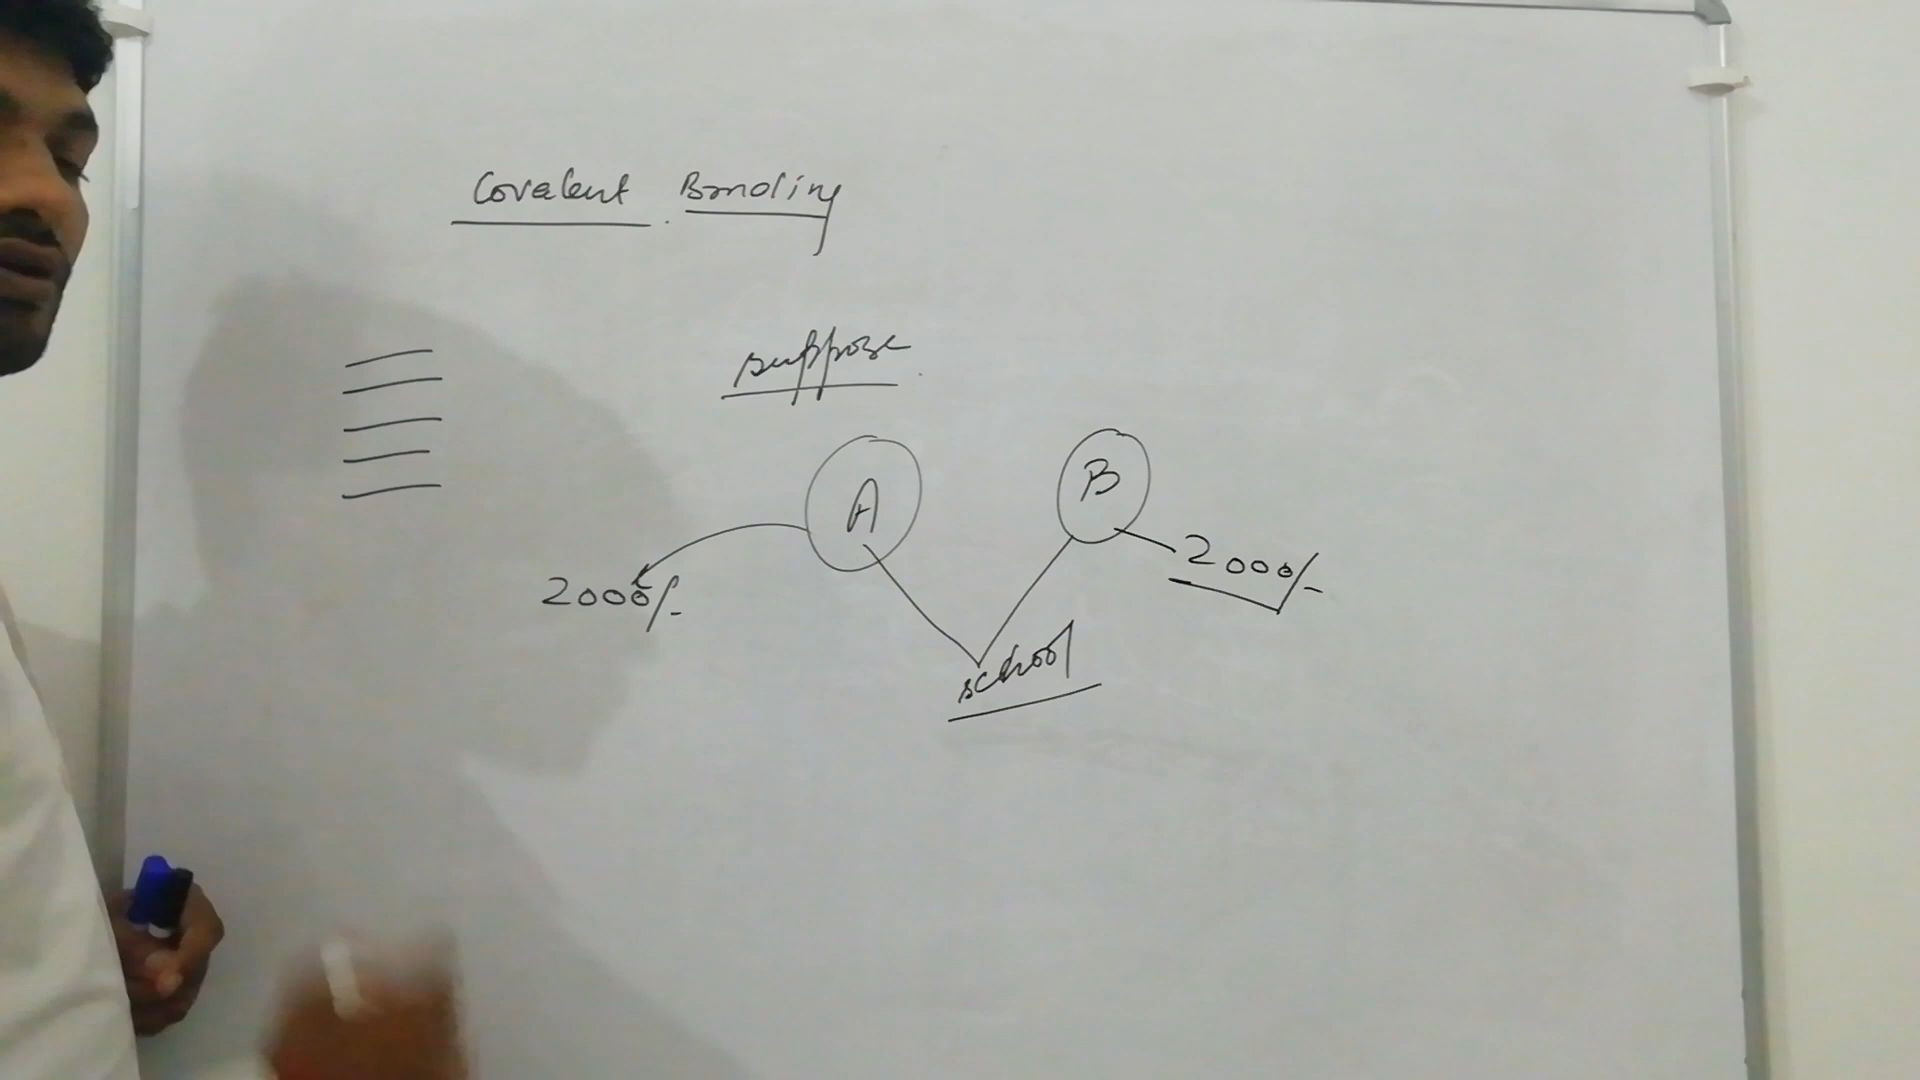 Covalent Bonding
suppose
A
B
2000/-
2000/-
school